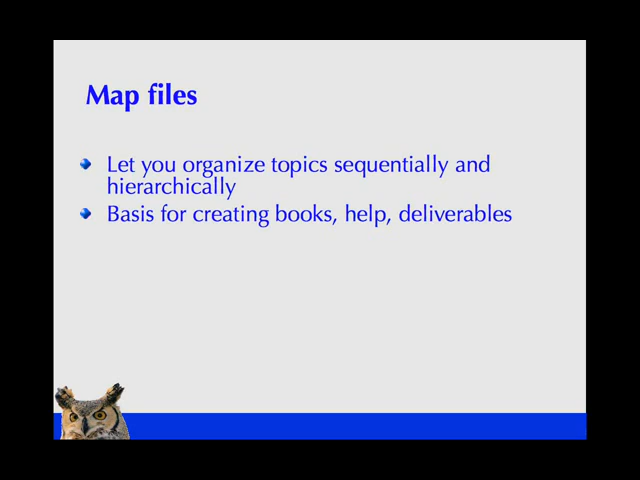 Map files
Let you organize topics sequentially and
hierarchically
Basis for creating books, help, deliverables